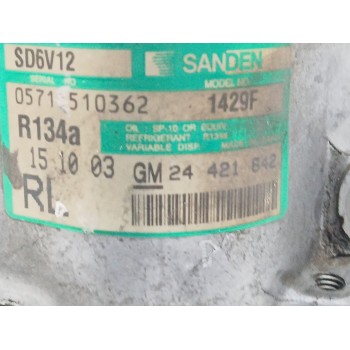 SD6V12 SANDEN
SERIAL NO. MODEL NO.
0571 510362 1429F
R134a OIL : SP-10 OR EQUIV.
REFRIGERANT : R134a
VARIABLE DISP.
15 10 03 GM 24 421 642